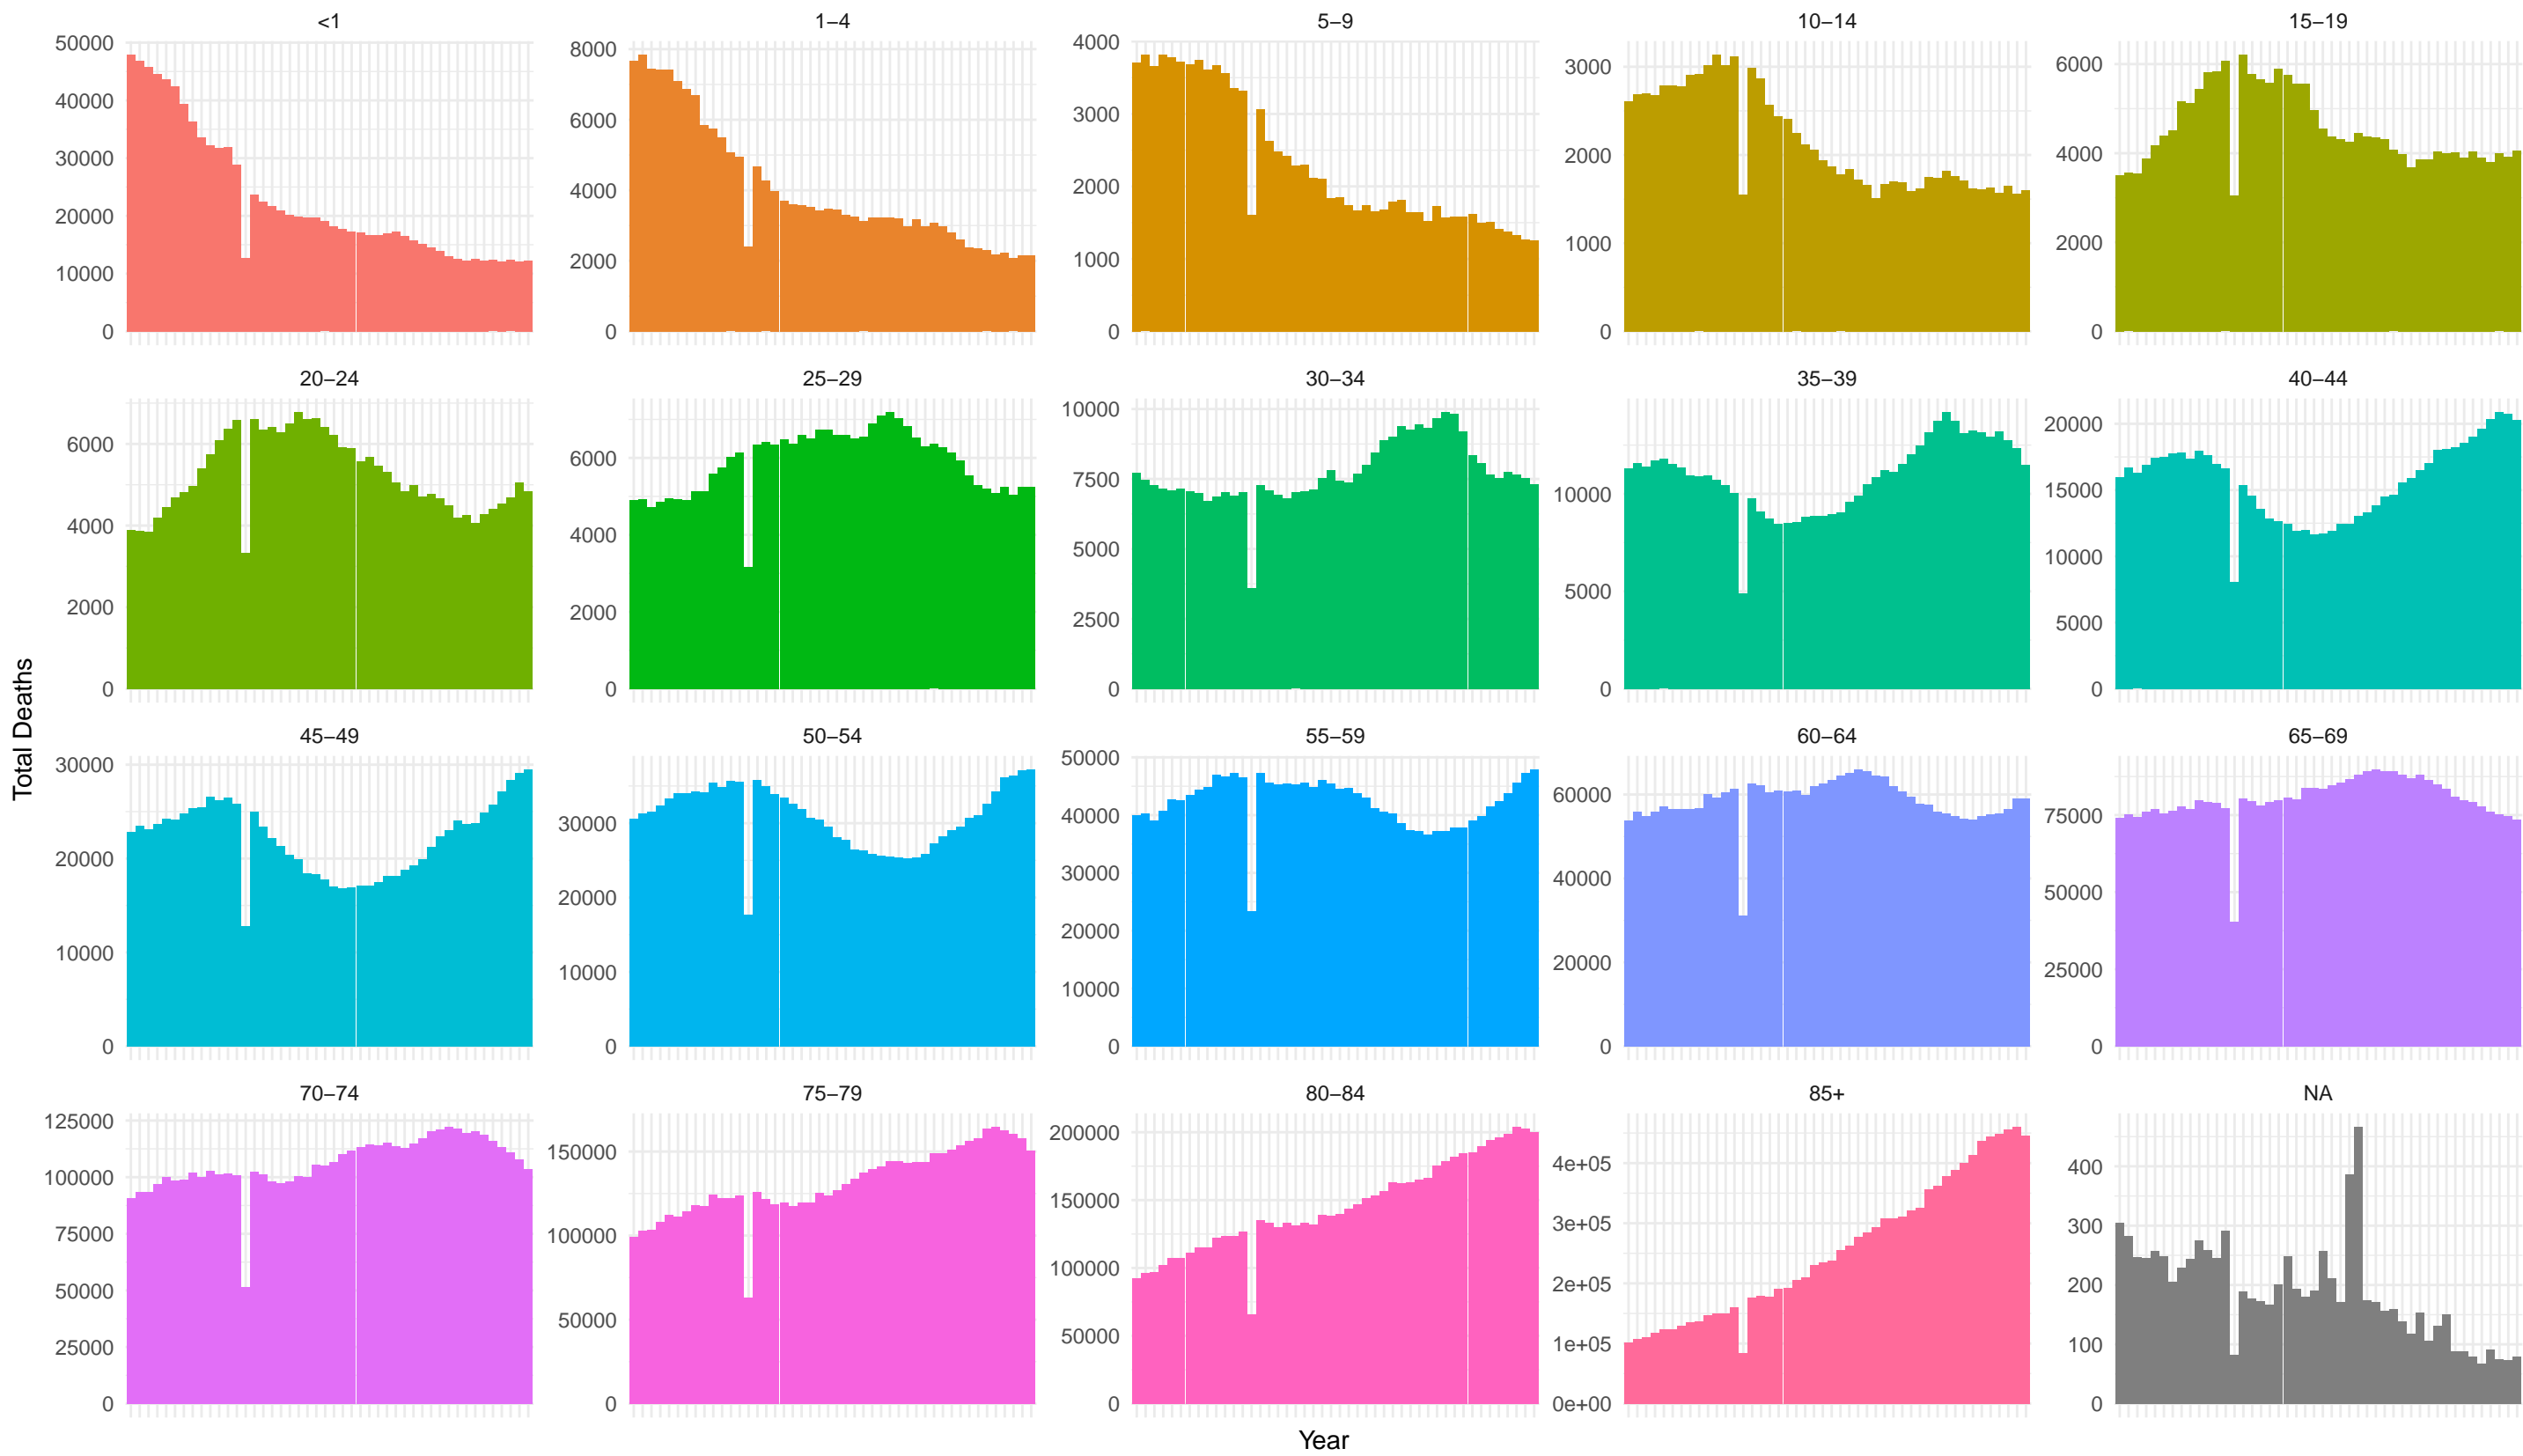 <1 1–4 5–9 10–14 15–19
50000 8000 4000 3000 6000
40000 6000 3000 2000 4000
30000 4000 2000 1000 2000
20000 2000 1000 0 0
10000 0 0
0
20–24 25–29 30–34 35–39 40–44
6000 6000 10000 10000 20000
4000 4000 7500 5000 15000
2000 2000 5000 0 10000
0 0 2500 5000
0 0
45–49 50–54 55–59 60–64 65–69
30000 30000 50000 60000 75000
20000 20000 40000 40000 50000
10000 10000 30000 20000 25000
0 0 20000 0 0
10000
0
70–74 75–79 80–84 85+ NA
125000 150000 200000 4e+05 400
100000 100000 150000 3e+05 300
75000 50000 100000 2e+05 200
50000 0 50000 1e+05 100
25000 0 0e+00 0
0
Total Deaths
Year